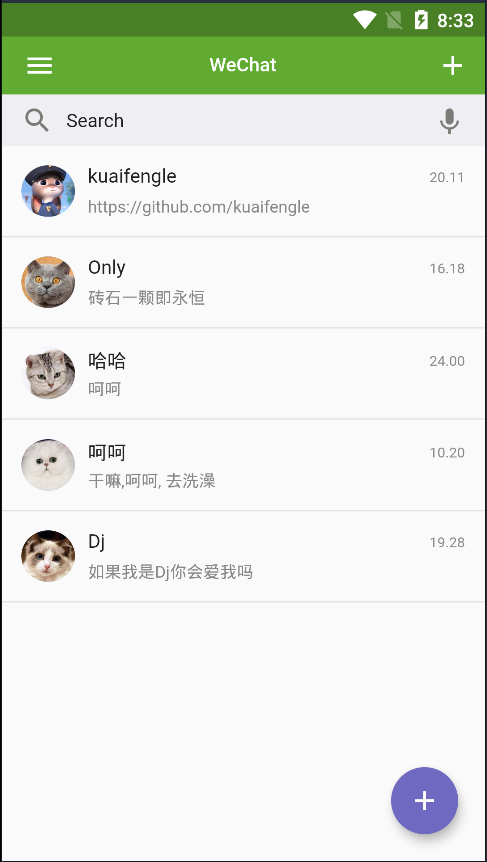 8:33
WeChat
Search
kuaifengle
20.11
https://github.com/kuaifengle
Only
16.18
砖石一颗即永恒
哈哈
24.00
呵呵
呵呵
10.20
干嘛,呵呵, 去洗澡
Dj
19.28
如果我是Dj你会爱我吗